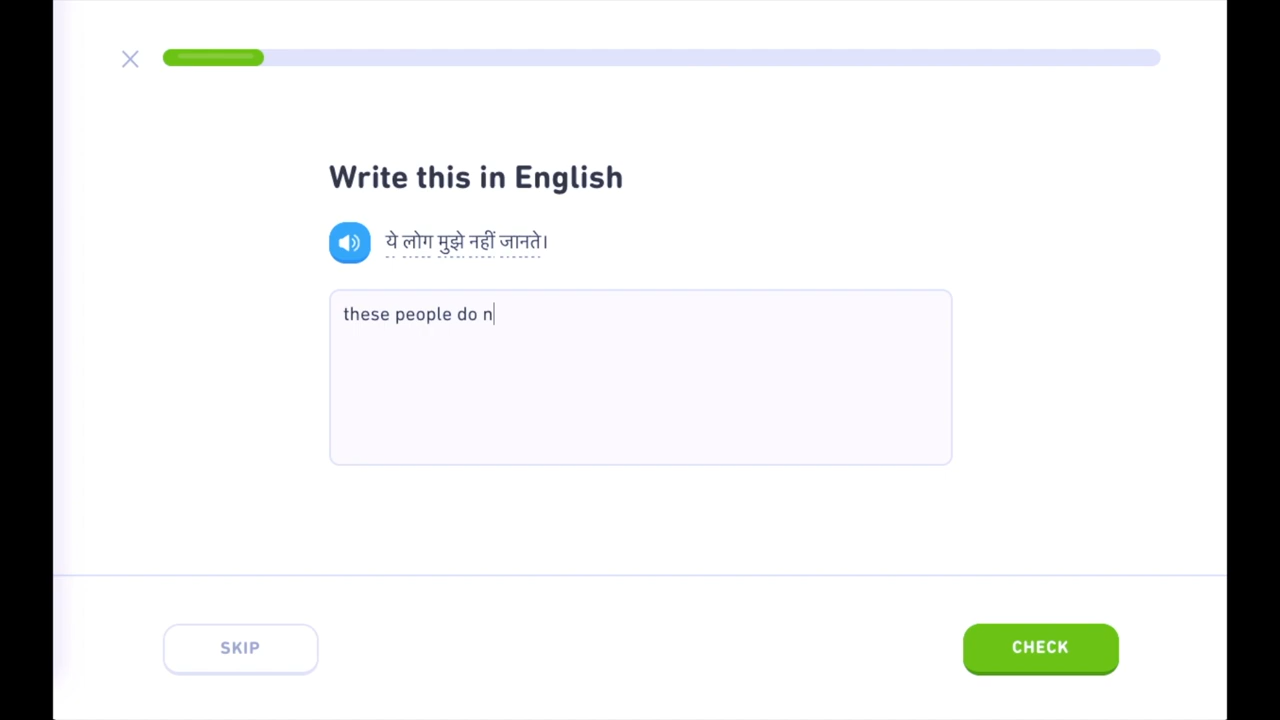 Write this in English
ये लोग मुझे नहीं जानते।
these people do n
SKIP
CHECK